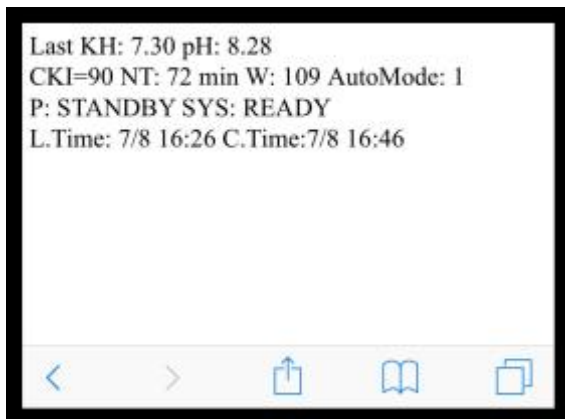 Last KH: 7.30 pH: 8.28
CKI=90 NT: 72 min W: 109 AutoMode: 1
P: STANDBY SYS: READY
L.Time: 7/8 16:26 C.Time:7/8 16:46